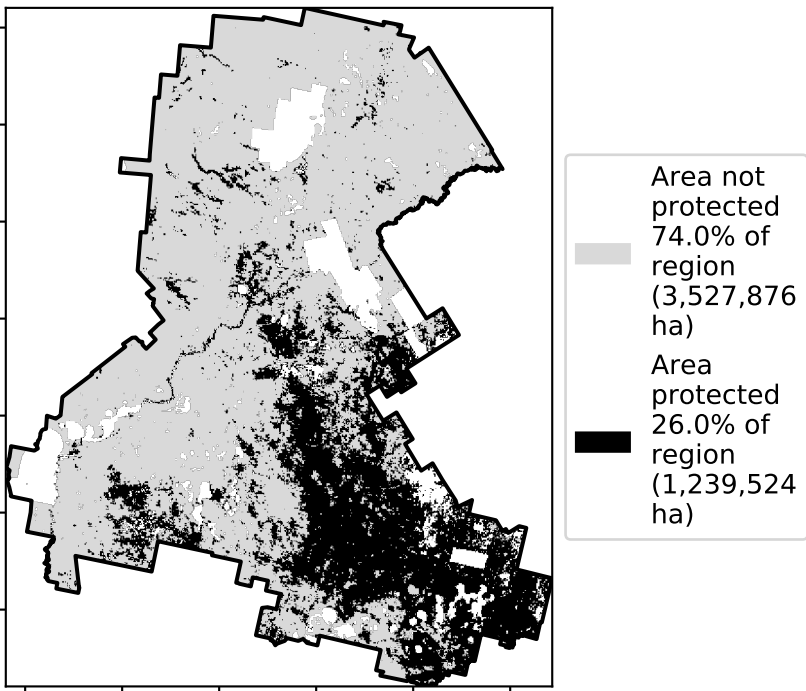 Area not
protected
74.0% of
region
(3,527,876
ha)
Area
protected
26.0% of
region
(1,239,524
ha)